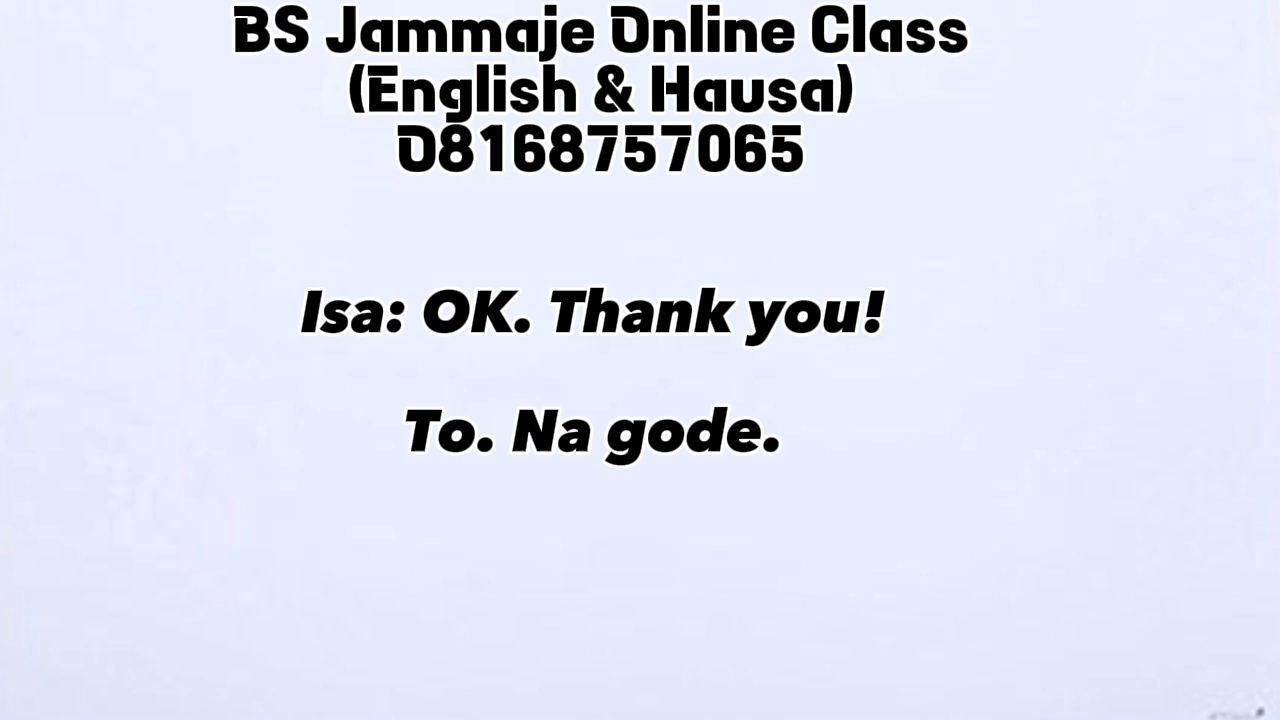 BS Jammaje Online Class
(English & Hausa)
08168757065
Isa: OK. Thank you!
To. Na gode.